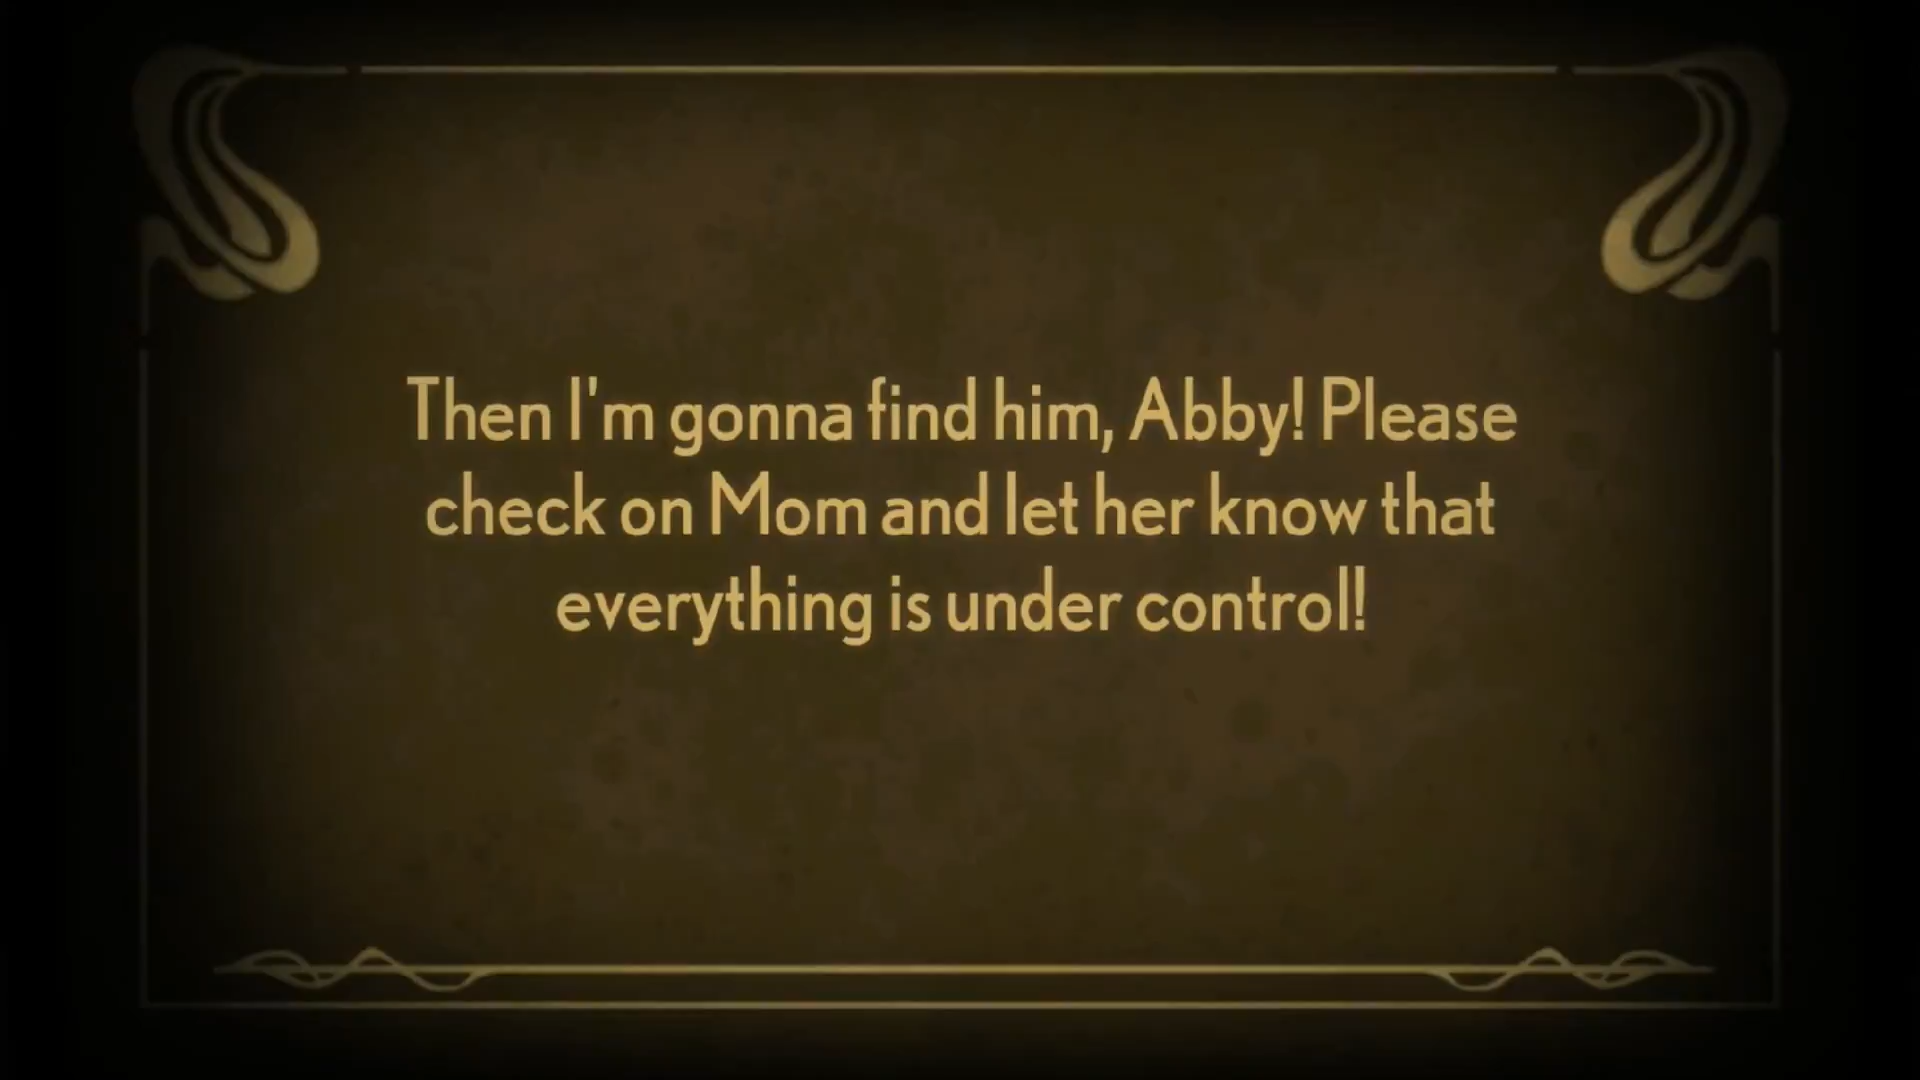 Then I'm gonna find him, Abby! Please
check on Mom and let her know that
everything is under control!